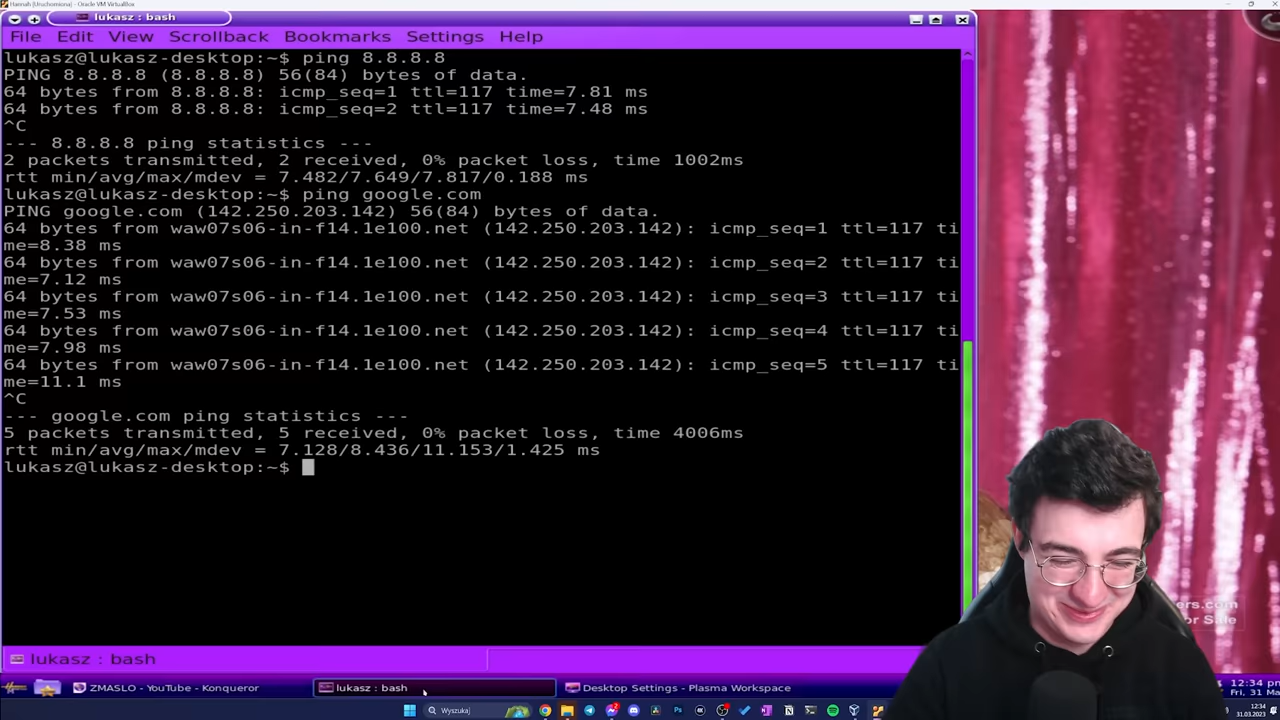 Hannah [Uruchomiona] - Oracle VM VirtualBox
lukasz : bash
File Edit View Scrollback Bookmarks Settings Help
lukasz@lukasz-desktop:~$ ping 8.8.8.8
PING 8.8.8.8 (8.8.8.8) 56(84) bytes of data.
64 bytes from 8.8.8.8: icmp_seq=1 ttl=117 time=7.81 ms
64 bytes from 8.8.8.8: icmp_seq=2 ttl=117 time=7.48 ms
^C
--- 8.8.8.8 ping statistics ---
2 packets transmitted, 2 received, 0% packet loss, time 1002ms
rtt min/avg/max/mdev = 7.482/7.649/7.817/0.188 ms
lukasz@lukasz-desktop:~$ ping google.com
PING google.com (142.250.203.142) 56(84) bytes of data.
64 bytes from waw07s06-in-f14.1e100.net (142.250.203.142): icmp_seq=1 ttl=117 ti
me=8.38 ms
64 bytes from waw07s06-in-f14.1e100.net (142.250.203.142): icmp_seq=2 ttl=117 ti
me=7.12 ms
64 bytes from waw07s06-in-f14.1e100.net (142.250.203.142): icmp_seq=3 ttl=117 ti
me=7.53 ms
64 bytes from waw07s06-in-f14.1e100.net (142.250.203.142): icmp_seq=4 ttl=117 ti
me=7.98 ms
64 bytes from waw07s06-in-f14.1e100.net (142.250.203.142): icmp_seq=5 ttl=117 ti
me=11.1 ms
^C
--- google.com ping statistics ---
5 packets transmitted, 5 received, 0% packet loss, time 4006ms
rtt min/avg/max/mdev = 7.128/8.436/11.153/1.425 ms
lukasz@lukasz-desktop:~$
ers.com
or Sale
lukasz : bash
ZMASLO - YouTube - Konqueror
lukasz : bash
Desktop Settings - Plasma Workspace
12:34 pm
Fri, 31 Ma
Wyszukaj
12:34
31.03.2023